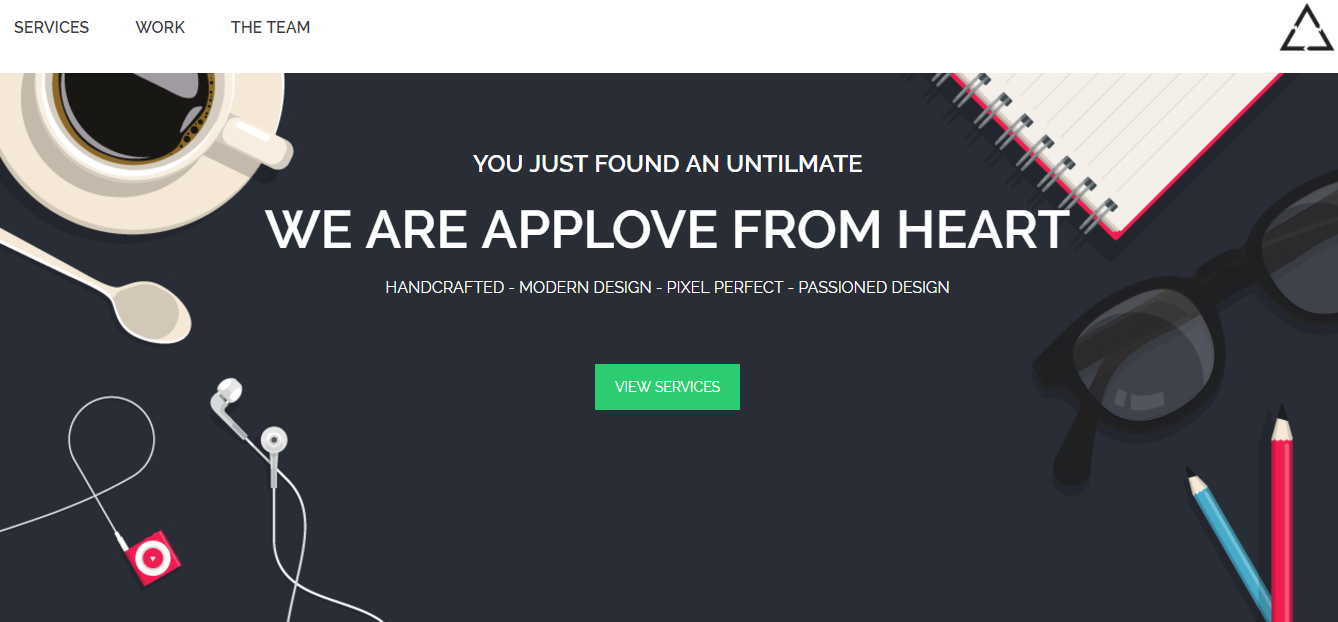 SERVICES WORK THE TEAM
YOU JUST FOUND AN UNTILMATE
WE ARE APPLOVE FROM HEART
HANDCRAFTED - MODERN DESIGN - PIXEL PERFECT - PASSIONED DESIGN
VIEW SERVICES